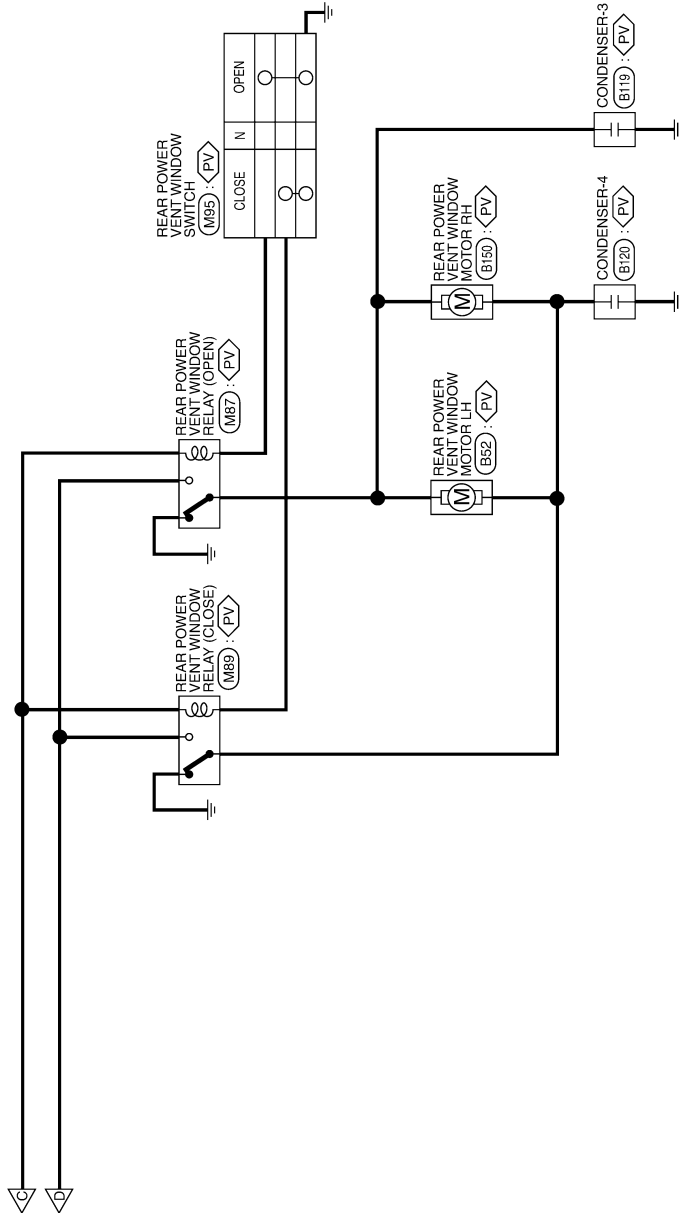 REAR POWER
VENT WINDOW
SWITCH
M95 : PV
CLOSE
N
OPEN
REAR POWER
VENT WINDOW
RELAY (OPEN)
M87 : PV
REAR POWER
VENT WINDOW
RELAY (CLOSE)
M89 : PV
REAR POWER
VENT WINDOW
MOTOR LH
B52 : PV
M
REAR POWER
VENT WINDOW
MOTOR RH
B150 : PV
M
CONDENSER-3
B119 : PV
CONDENSER-4
B120 : PV
C
D